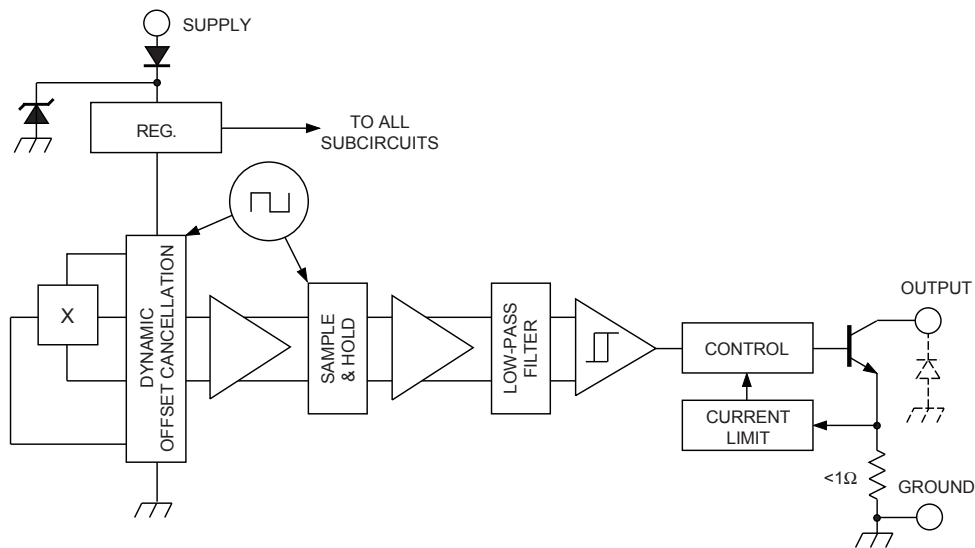 SUPPLY
REG.
TO ALL
SUBCIRCUITS
X
DYNAMIC
OFFSET CANCELLATION
SAMPLE
& HOLD
LOW-PASS
FILTER
CONTROL
CURRENT
LIMIT
OUTPUT
<1Ω
GROUND